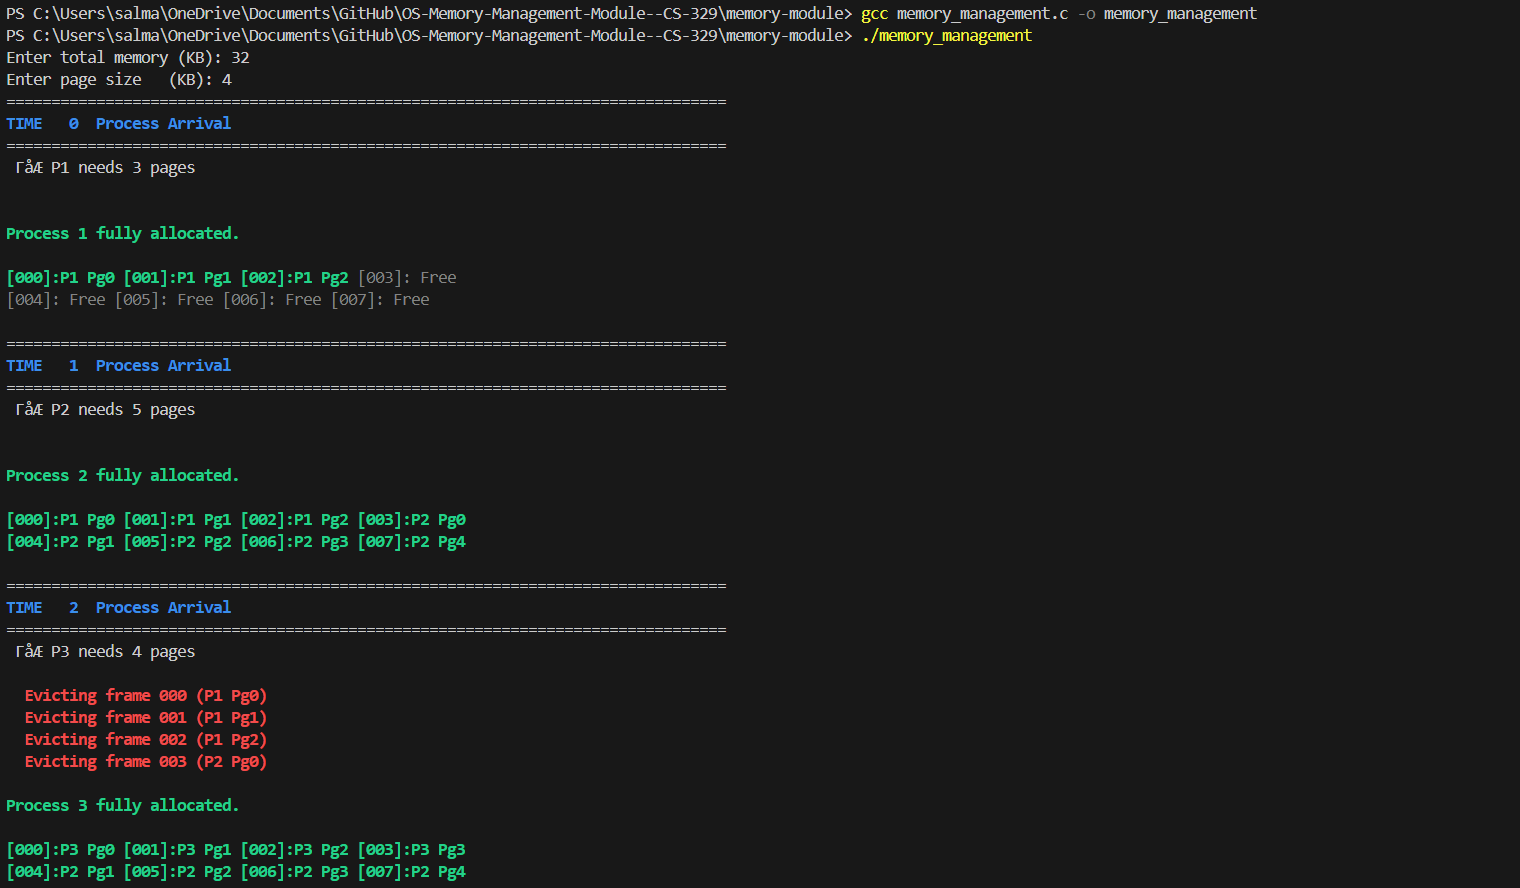 PS C:\Users\salma\OneDrive\Documents\GitHub\OS-Memory-Management-Module--CS-329\memory-module> gcc memory_management.c -o memory_management
PS C:\Users\salma\OneDrive\Documents\GitHub\OS-Memory-Management-Module--CS-329\memory-module> ./memory_management
Enter total memory (KB): 32
Enter page size   (KB): 4
================================================================================
TIME   0  Process Arrival
================================================================================
 ΓåÆ P1 needs 3 pages
Process 1 fully allocated.
[000]:P1 Pg0 [001]:P1 Pg1 [002]:P1 Pg2 [003]: Free
[004]: Free [005]: Free [006]: Free [007]: Free
================================================================================
TIME   1  Process Arrival
================================================================================
 ΓåÆ P2 needs 5 pages
Process 2 fully allocated.
[000]:P1 Pg0 [001]:P1 Pg1 [002]:P1 Pg2 [003]:P2 Pg0
[004]:P2 Pg1 [005]:P2 Pg2 [006]:P2 Pg3 [007]:P2 Pg4
================================================================================
TIME   2  Process Arrival
================================================================================
 ΓåÆ P3 needs 4 pages
  Evicting frame 000 (P1 Pg0)
  Evicting frame 001 (P1 Pg1)
  Evicting frame 002 (P1 Pg2)
  Evicting frame 003 (P2 Pg0)
Process 3 fully allocated.
[000]:P3 Pg0 [001]:P3 Pg1 [002]:P3 Pg2 [003]:P3 Pg3
[004]:P2 Pg1 [005]:P2 Pg2 [006]:P2 Pg3 [007]:P2 Pg4